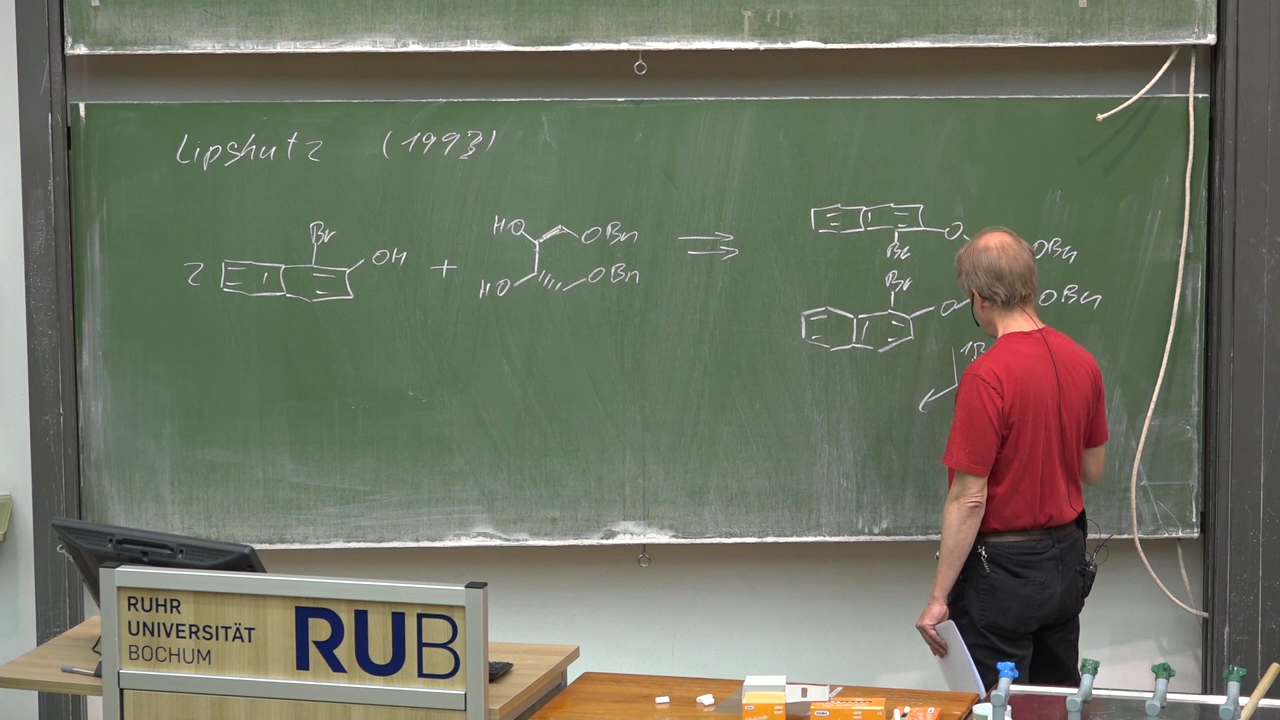 Lipshutz (1993)
Br
2 OH + HO OBn
HO OBn
O OBn
Br
Br
O OBn
RUHR
UNIVERSITÄT
BOCHUM
RUB